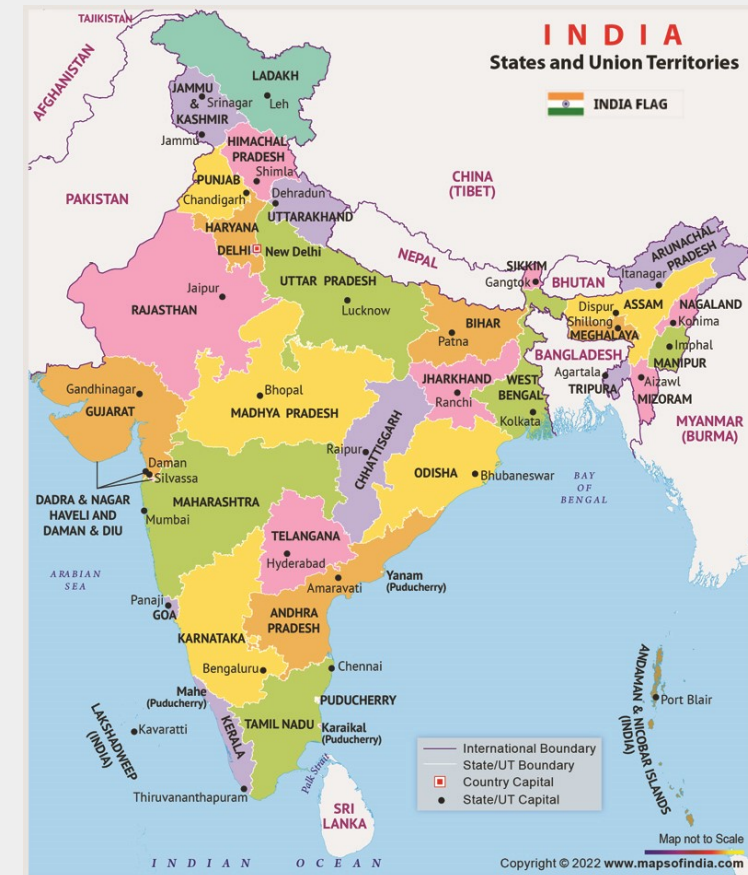 TAJIKISTAN
INDIA
States and Union Territories
INDIA FLAG
AFGHANISTAN
LADAKH
Leh
JAMMU
&
KASHMIR
Srinagar
Jammu
HIMACHAL
PRADESH
Shimla
PAKISTAN
CHINA
(TIBET)
PUNJAB
Chandigarh
Dehradun
UTTARAKHAND
HARYANA
DELHI
New Delhi
NEPAL
SIKKIM
Gangtok
BHUTAN
ARUNACHAL
PRADESH
Itanagar
UTTAR PRADESH
Lucknow
Jaipur
RAJASTHAN
BIHAR
Patna
Dispur
ASSAM
NAGALAND
Kohima
Shillong
MEGHALAYA
Imphal
MANIPUR
BANGLADESH
Agartala
TRIPURA
Aizawl
MIZORAM
MYANMAR
(BURMA)
Gandhinagar
GUJARAT
Bhopal
MADHYA PRADESH
JHARKHAND
Ranchi
WEST
BENGAL
Kolkata
CHHATTISGARH
Raipur
ODISHA
Bhubaneswar
BAY
OF
BENGAL
Daman
Silvassa
DADRA & NAGAR
HAVELI AND
DAMAN & DIU
MAHARASHTRA
Mumbai
TELANGANA
Hyderabad
ARABIAN
SEA
Amaravati
Yanam
(Puducherry)
Panaji
GOA
KARNATAKA
ANDHRA
PRADESH
Bengaluru
Chennai
Mahe
(Puducherry)
PUDUCHERRY
KERALA
TAMIL NADU
Karaikal
(Puducherry)
LAKSHADWEEP
(INDIA)
Kavaratti
Thiruvananthapuram
Palk Strait
SRI
LANKA
ANDAMAN & NICOBAR ISLANDS
(INDIA)
Port Blair
International Boundary
State/UT Boundary
Country Capital
State/UT Capital
Map not to Scale
INDIAN OCEAN
Copyright © 2022 www.mapsofindia.com